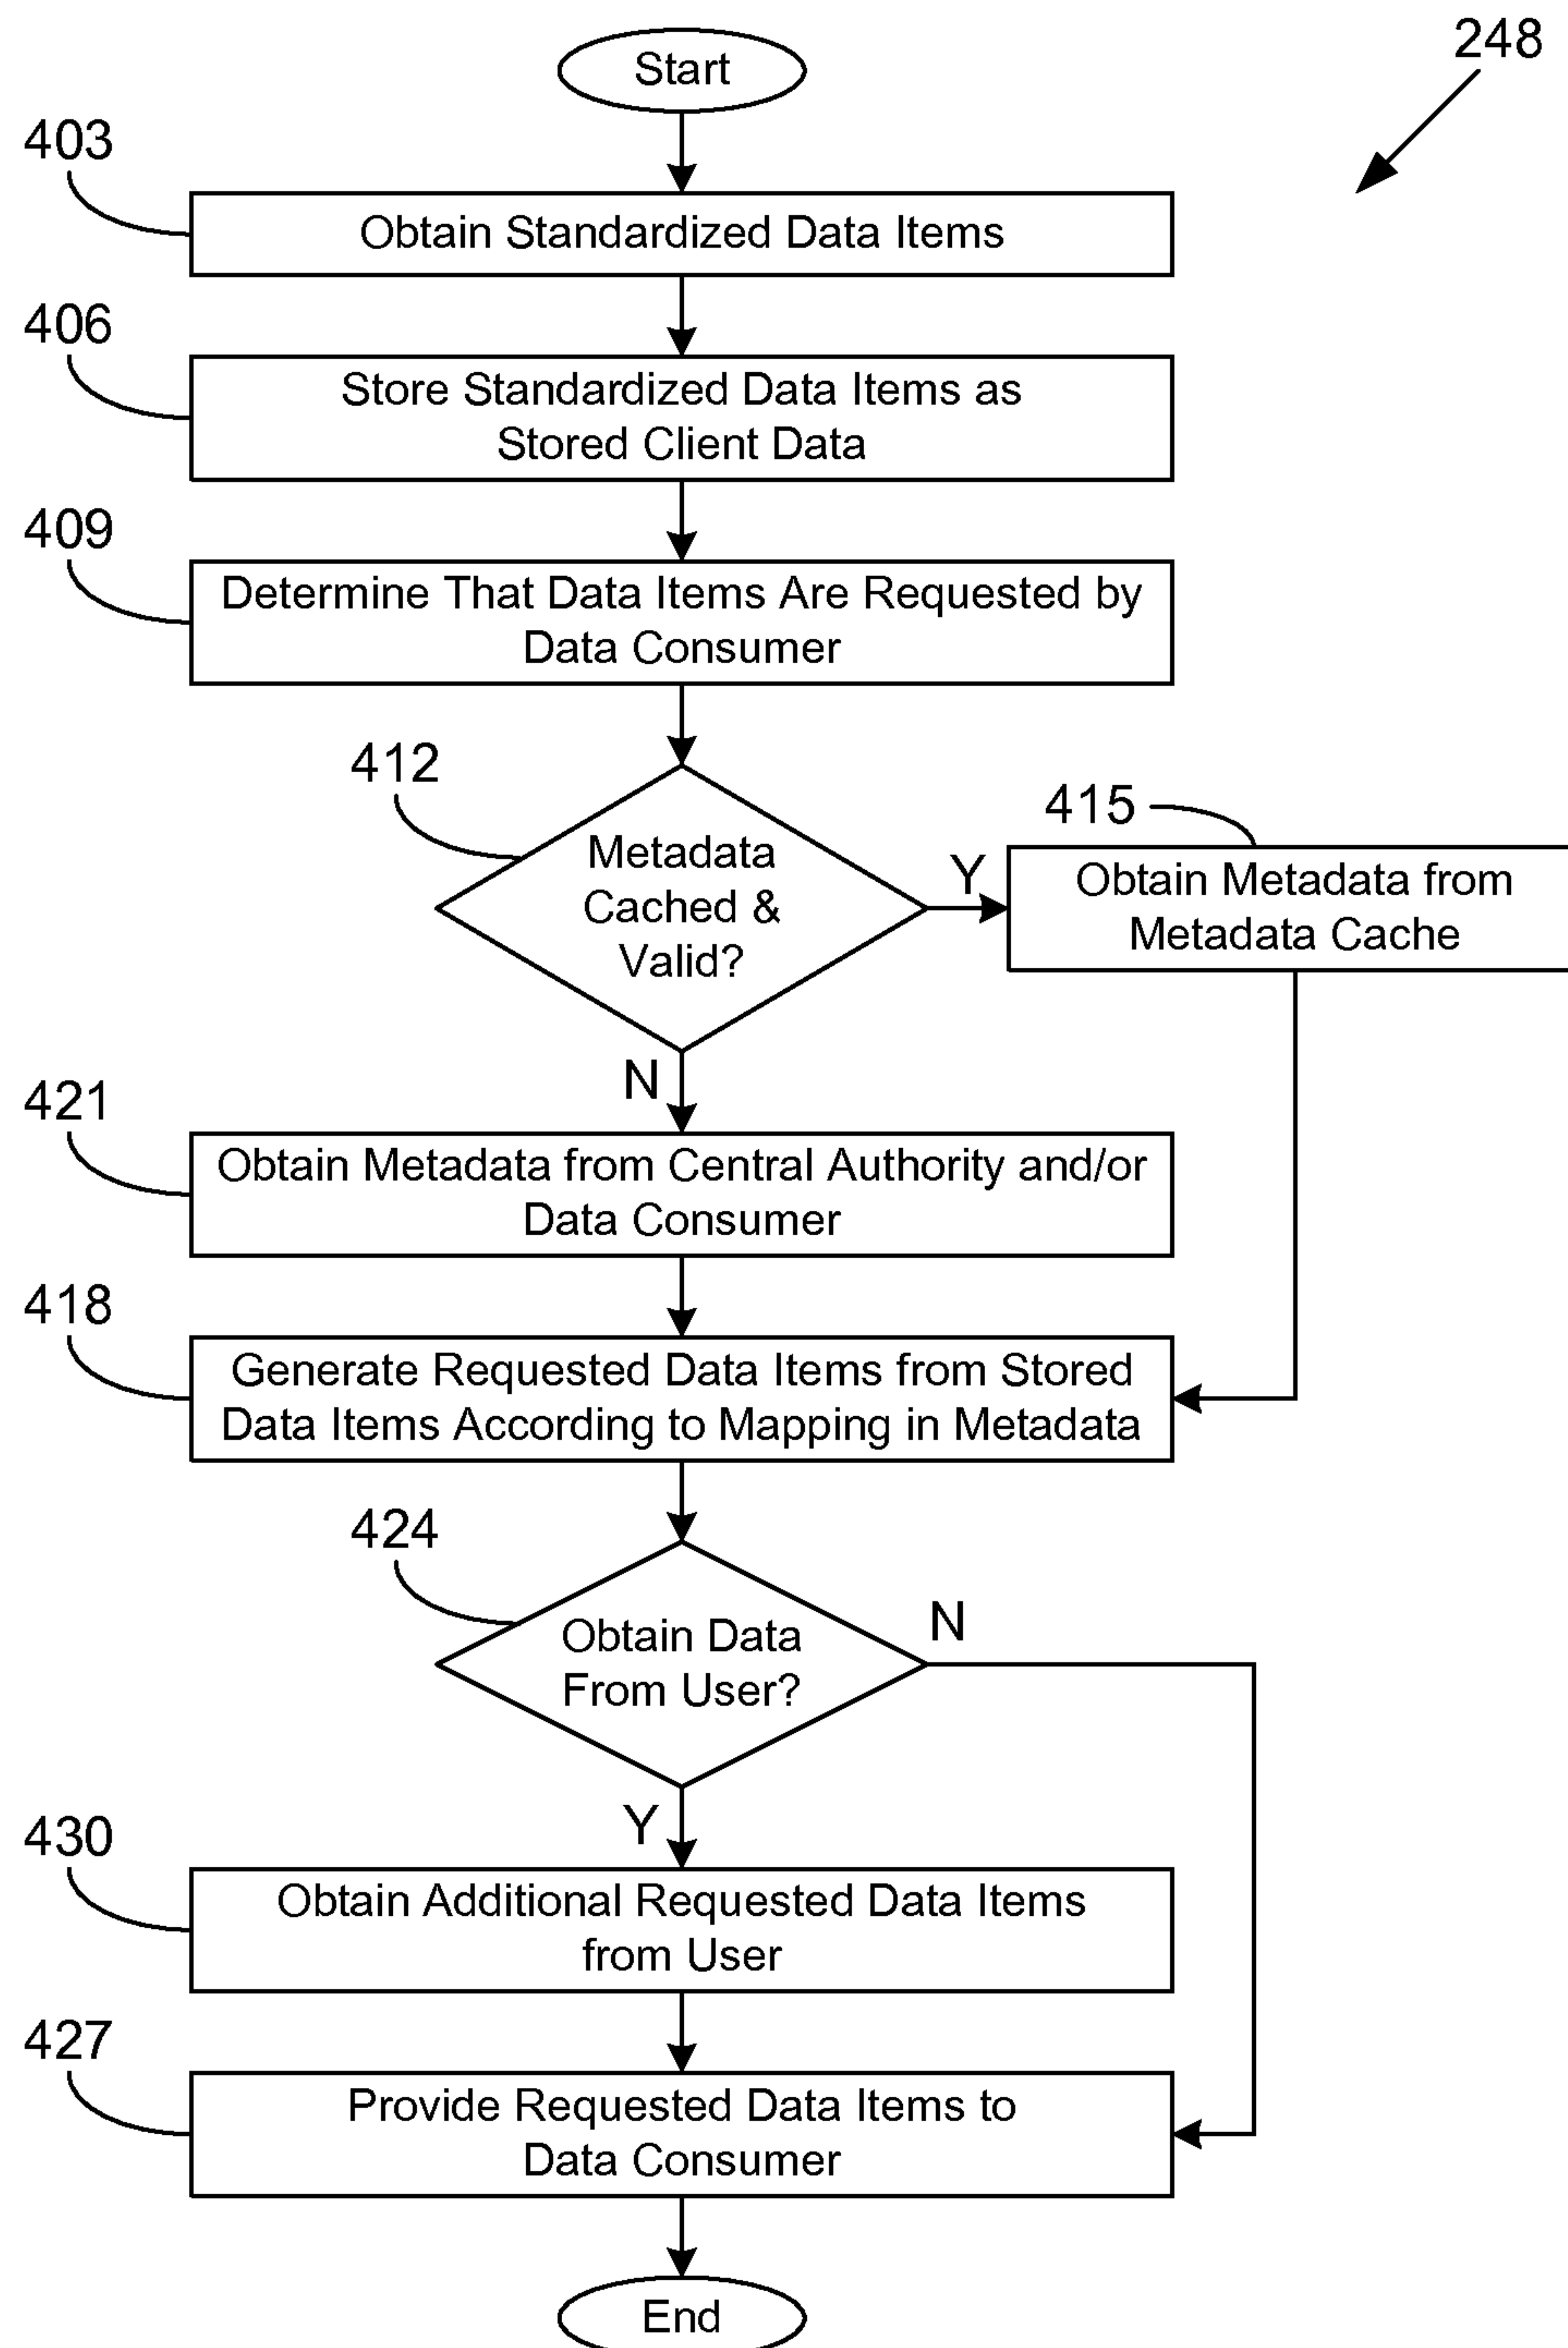 Start
248
403
Obtain Standardized Data Items
406
Store Standardized Data Items as
Stored Client Data
409
Determine That Data Items Are Requested by
Data Consumer
412
Metadata
Cached &
Valid?
Y
415
Obtain Metadata from
Metadata Cache
N
421
Obtain Metadata from Central Authority and/or
Data Consumer
418
Generate Requested Data Items from Stored
Data Items According to Mapping in Metadata
424
Obtain Data
From User?
N
Y
430
Obtain Additional Requested Data Items
from User
427
Provide Requested Data Items to
Data Consumer
End